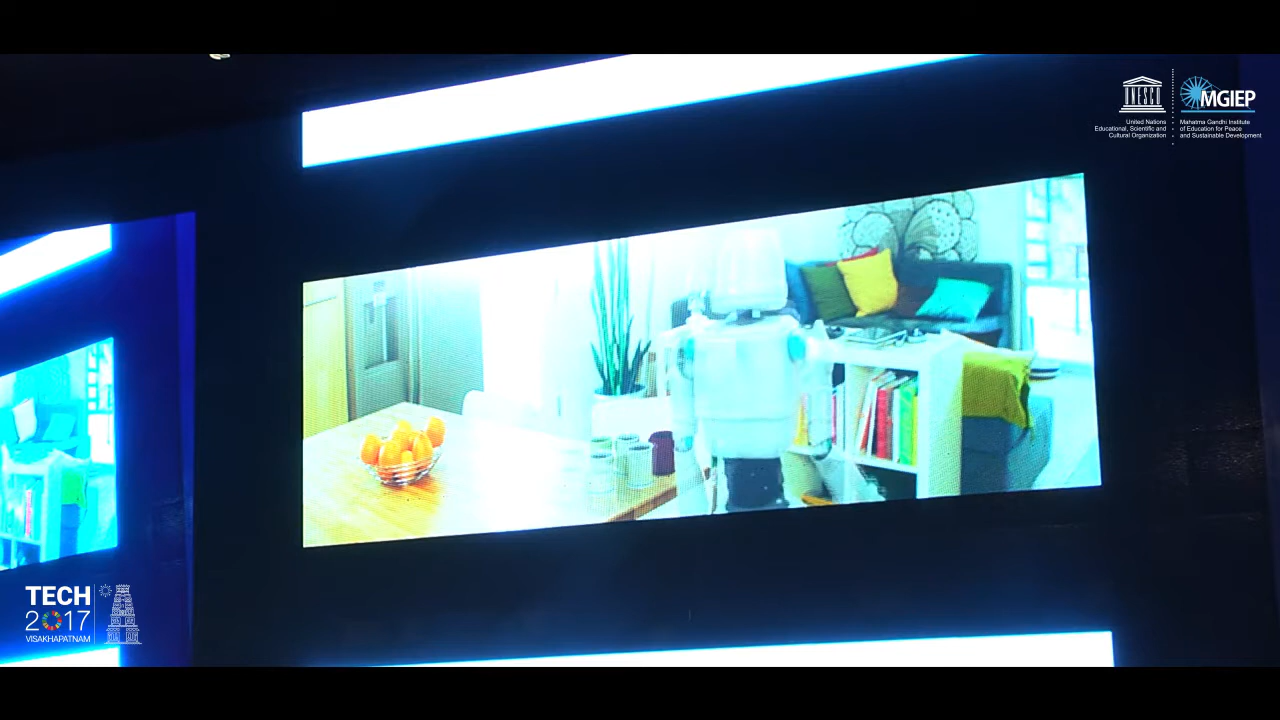 UNESCO
MGIEP
United Nations
Educational, Scientific and
Cultural Organization
Mahatma Gandhi Institute
of Education for Peace
and Sustainable Development
TECH
2017
VISAKHAPATNAM